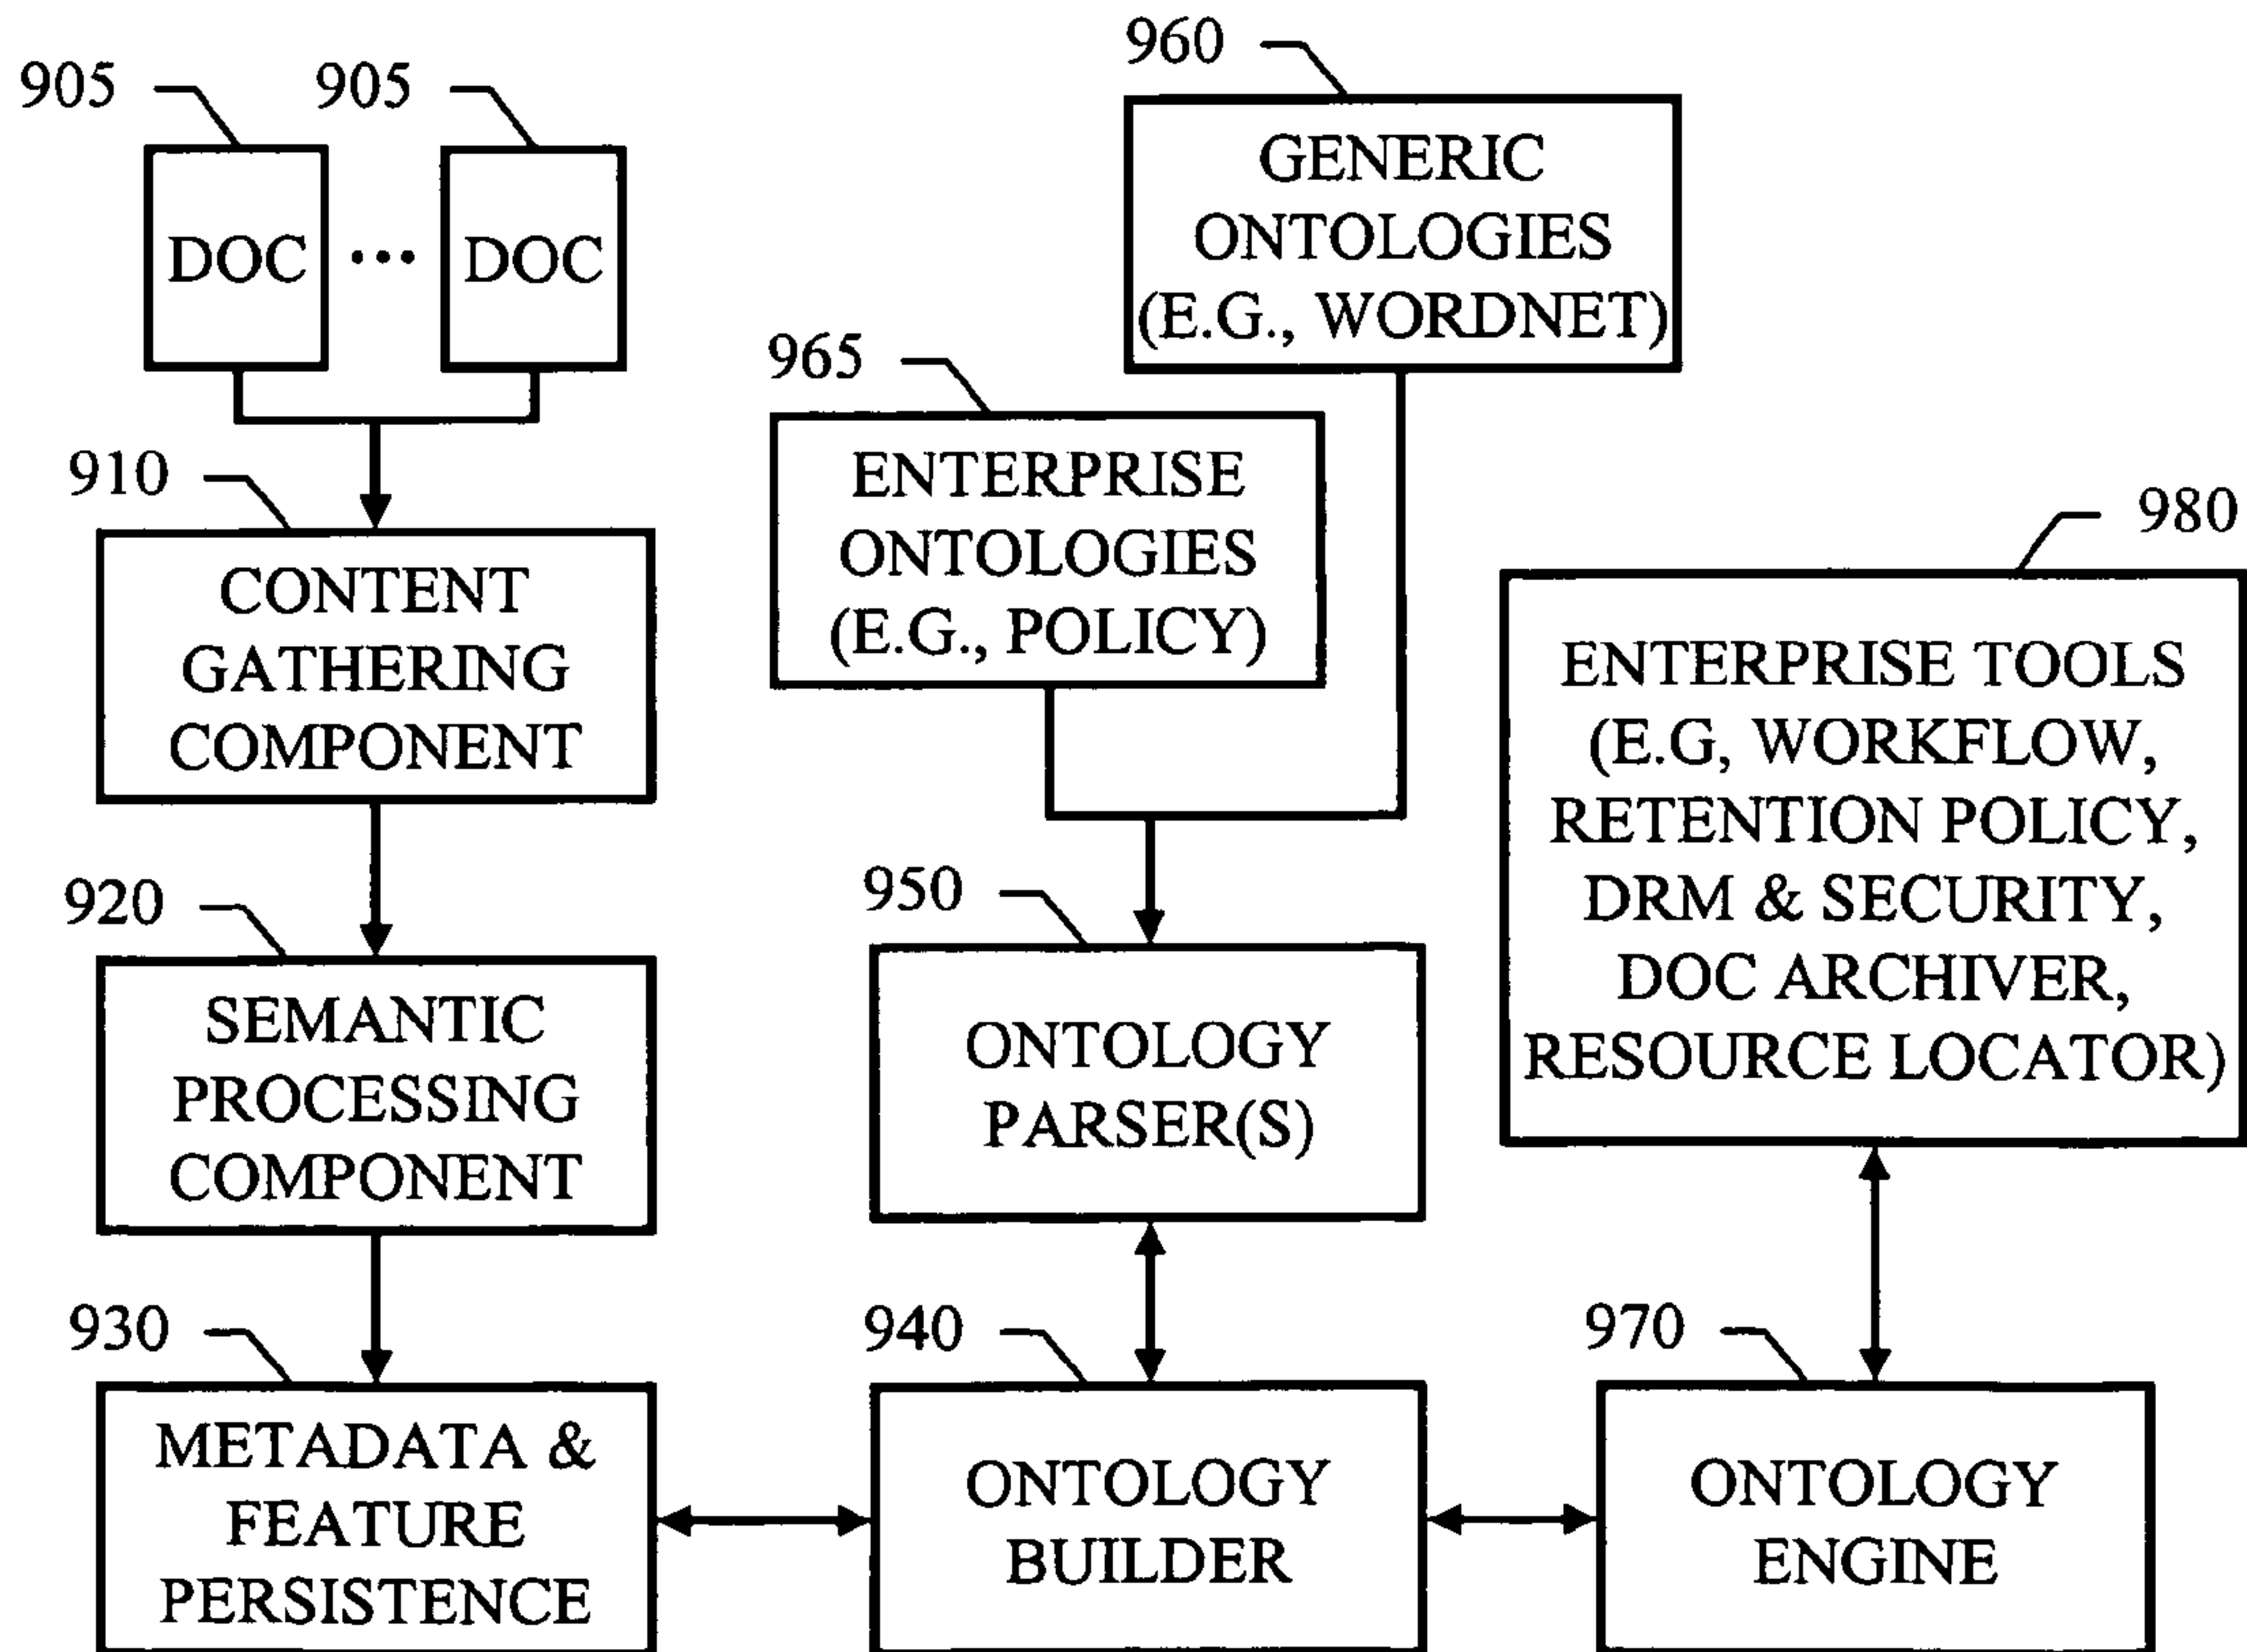 905
905
DOC
...
DOC
910
CONTENT
GATHERING
COMPONENT
920
SEMANTIC
PROCESSING
COMPONENT
930
METADATA &
FEATURE
PERSISTENCE
960
GENERIC
ONTOLOGIES
(E.G., WORDNET)
965
ENTERPRISE
ONTOLOGIES
(E.G., POLICY)
950
ONTOLOGY
PARSER(S)
940
ONTOLOGY
BUILDER
980
ENTERPRISE TOOLS
(E.G, WORKFLOW,
RETENTION POLICY,
DRM & SECURITY,
DOC ARCHIVER,
RESOURCE LOCATOR)
970
ONTOLOGY
ENGINE